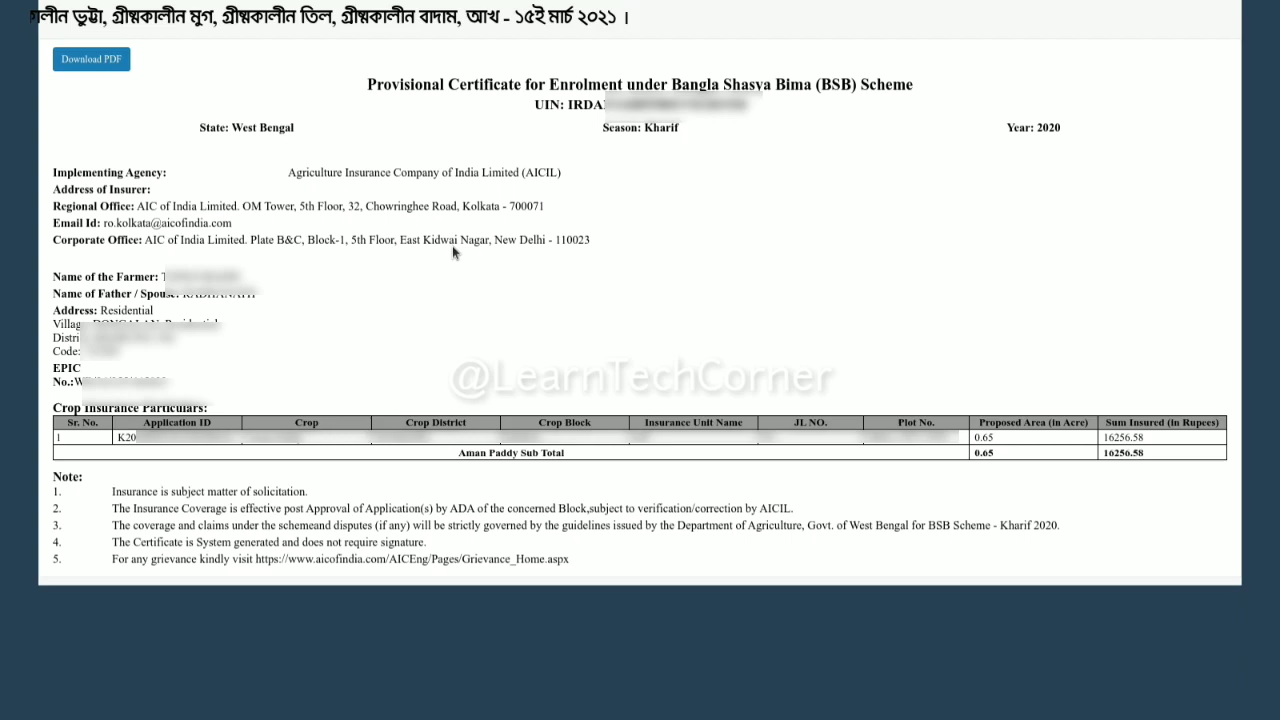 ভুট্টা, গ্রীষ্মকালীন মুগ, গ্রীষ্মকালীন তিল, গ্রীষ্মকালীন বাদাম, আখ - ১৫ই মার্চ ২০২১ ।
Download PDF
Provisional Certificate for Enrolment under Bangla Shasya Bima (BSB) Scheme
UIN: IRDA
State: West Bengal Season: Kharif Year: 2020
Implementing Agency: Agriculture Insurance Company of India Limited (AICIL)
Address of Insurer:
Regional Office: AIC of India Limited. OM Tower, 5th Floor, 32, Chowringhee Road, Kolkata - 700071
Email Id: ro.kolkata@aicofindia.com
Corporate Office: AIC of India Limited. Plate B&C, Block-1, 5th Floor, East Kidwai Nagar, New Delhi - 110023
Name of the Farmer:
Name of Father / Spouse:
Address: Residential
Code:
EPIC
No.:
@LearnTechCorner
Crop Insurance Particulars:
Sr. No. Application ID Crop Crop District Crop Block Insurance Unit Name JL NO. Plot No. Proposed Area (in Acre) Sum Insured (in Rupees)
1 K20 0.65 16256.58
Aman Paddy Sub Total 0.65 16256.58
Note:
1. Insurance is subject matter of solicitation.
2. The Insurance Coverage is effective post Approval of Application(s) by ADA of the concerned Block,subject to verification/correction by AICIL.
3. The coverage and claims under the schemeand disputes (if any) will be strictly governed by the guidelines issued by the Department of Agriculture, Govt. of West Bengal for BSB Scheme - Kharif 2020.
4. The Certificate is System generated and does not require signature.
5. For any grievance kindly visit https://www.aicofindia.com/AICEng/Pages/Grievance_Home.aspx